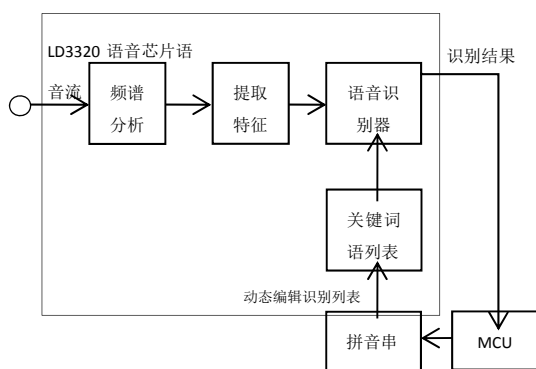 LD3320 语音芯片语
识别结果
音流
频谱
分析
提取
特征
语音识
别器
关键词
语列表
动态编辑识别列表
拼音串
MCU